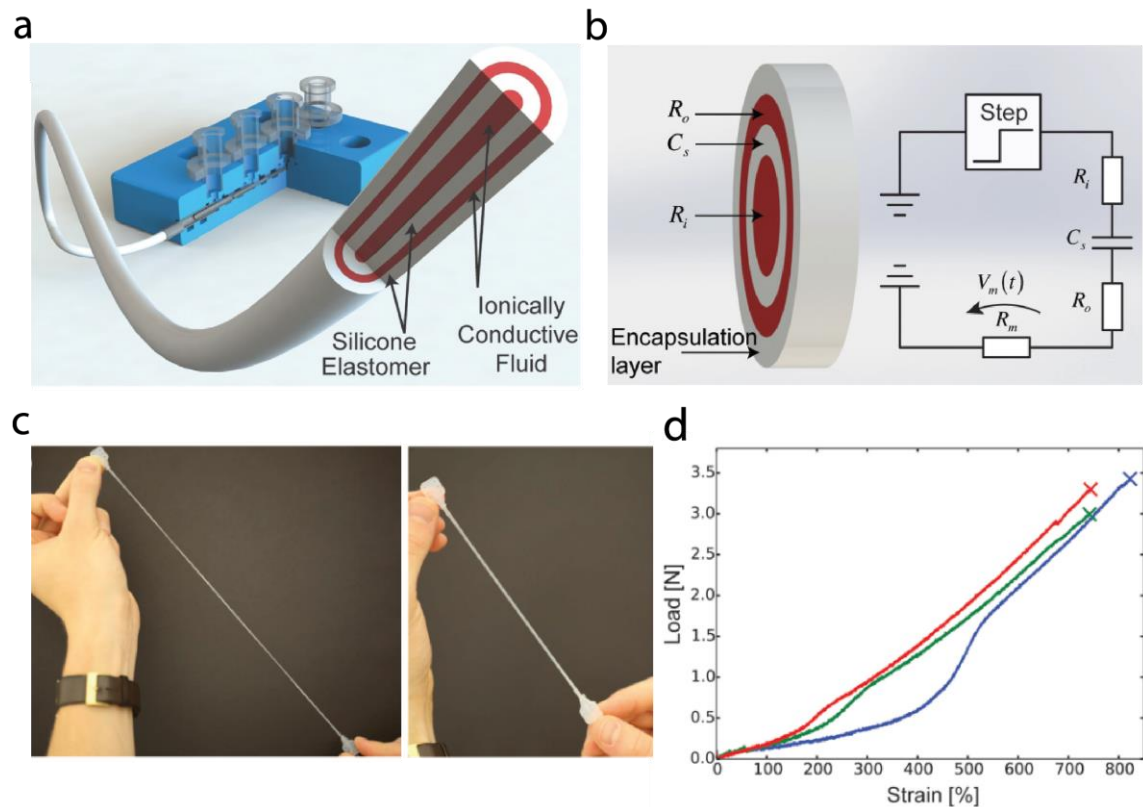 a
Silicone
Elastomer
Ionically
Conductive
Fluid
b
R_o
C_s
R_i
Encapsulation
layer
Step
R_i
C_s
R_o
V_m(t)
R_m
c
d
Load [N]
3.5
3.0
2.5
2.0
1.5
1.0
0.5
0.0
0 100 200 300 400 500 600 700 800
Strain [%]